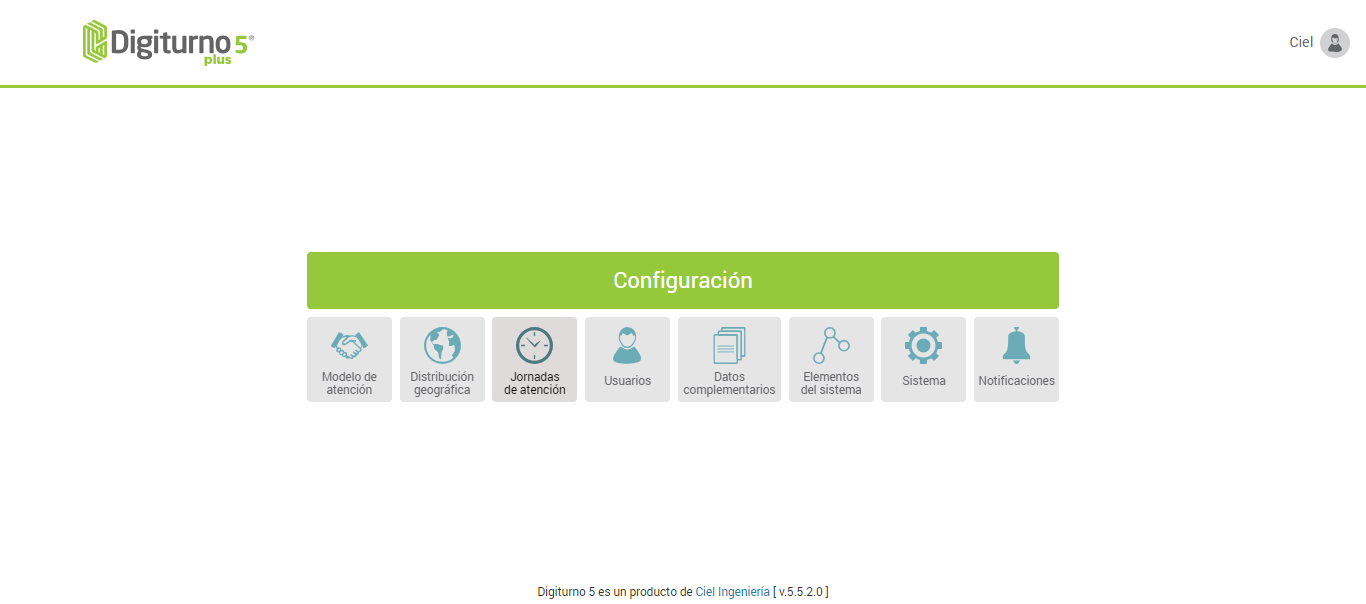 Digiturno 5®
plus
Ciel
Configuración
Modelo de
atención
Distribución
geográfica
Jornadas
de atención
Usuarios
Datos
complementarios
Elementos
del sistema
Sistema
Notificaciones
Digiturno 5 es un producto de Ciel Ingeniería [ v.5.5.2.0 ]